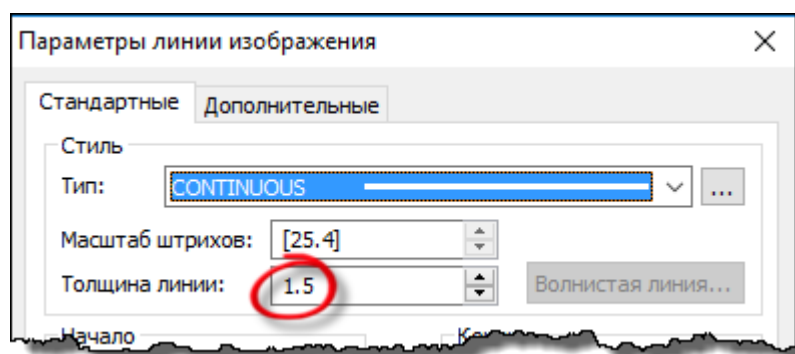 Параметры линии изображения
Стандартные Дополнительные
Стиль
Тип: CONTINUOUS ...
Масштаб штрихов: [25.4]
Толщина линии: 1.5 Волнистая линия...
Начало